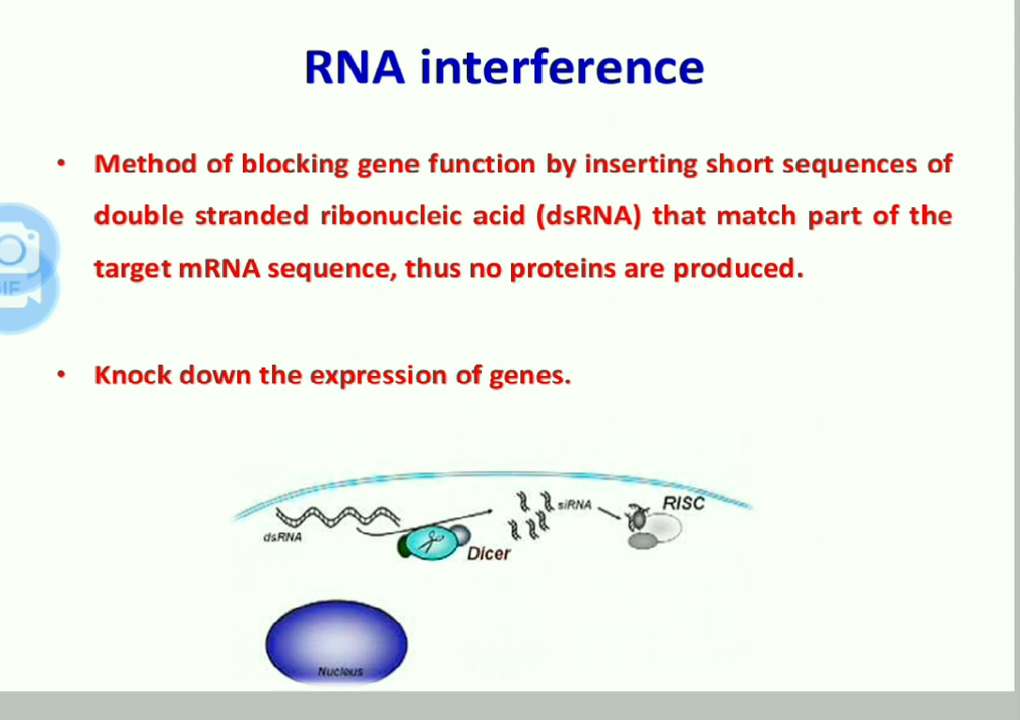 RNA interference
• Method of blocking gene function by inserting short sequences of
double stranded ribonucleic acid (dsRNA) that match part of the
target mRNA sequence, thus no proteins are produced.
• Knock down the expression of genes.
siRNA
RISC
dsRNA
Dicer
Nucleus